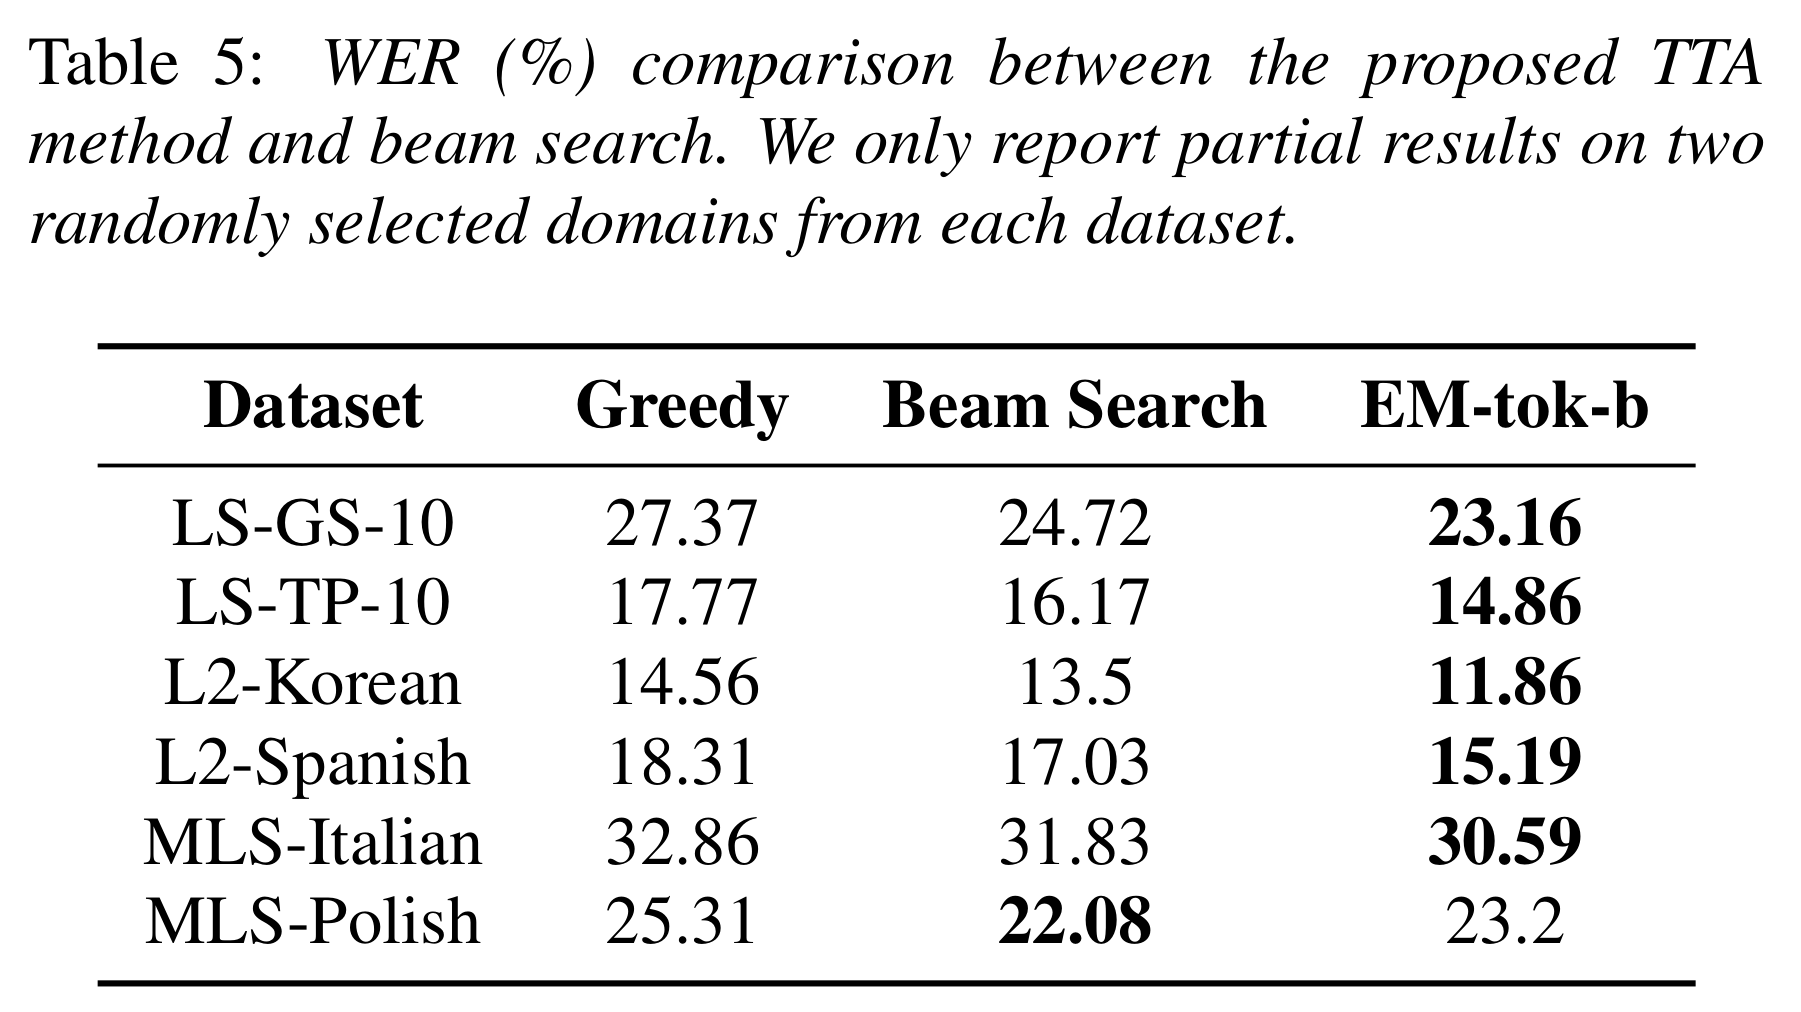 Table 5: WER (%) comparison between the proposed TTA
method and beam search. We only report partial results on two
randomly selected domains from each dataset.
Dataset Greedy Beam Search EM-tok-b
LS-GS-10 27.37 24.72 23.16
LS-TP-10 17.77 16.17 14.86
L2-Korean 14.56 13.5 11.86
L2-Spanish 18.31 17.03 15.19
MLS-Italian 32.86 31.83 30.59
MLS-Polish 25.31 22.08 23.2